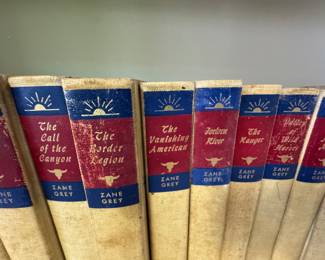 The
Call
of the
Canyon
ZANE
GREY
The
Border
Legion
ZANE
GREY
The
Vanishing
American
ZANE
GREY
River
ZANE
GREY
The
Ranger
ZANE
GREY
Valley
of
Wild
Horses
ZANE
GREY